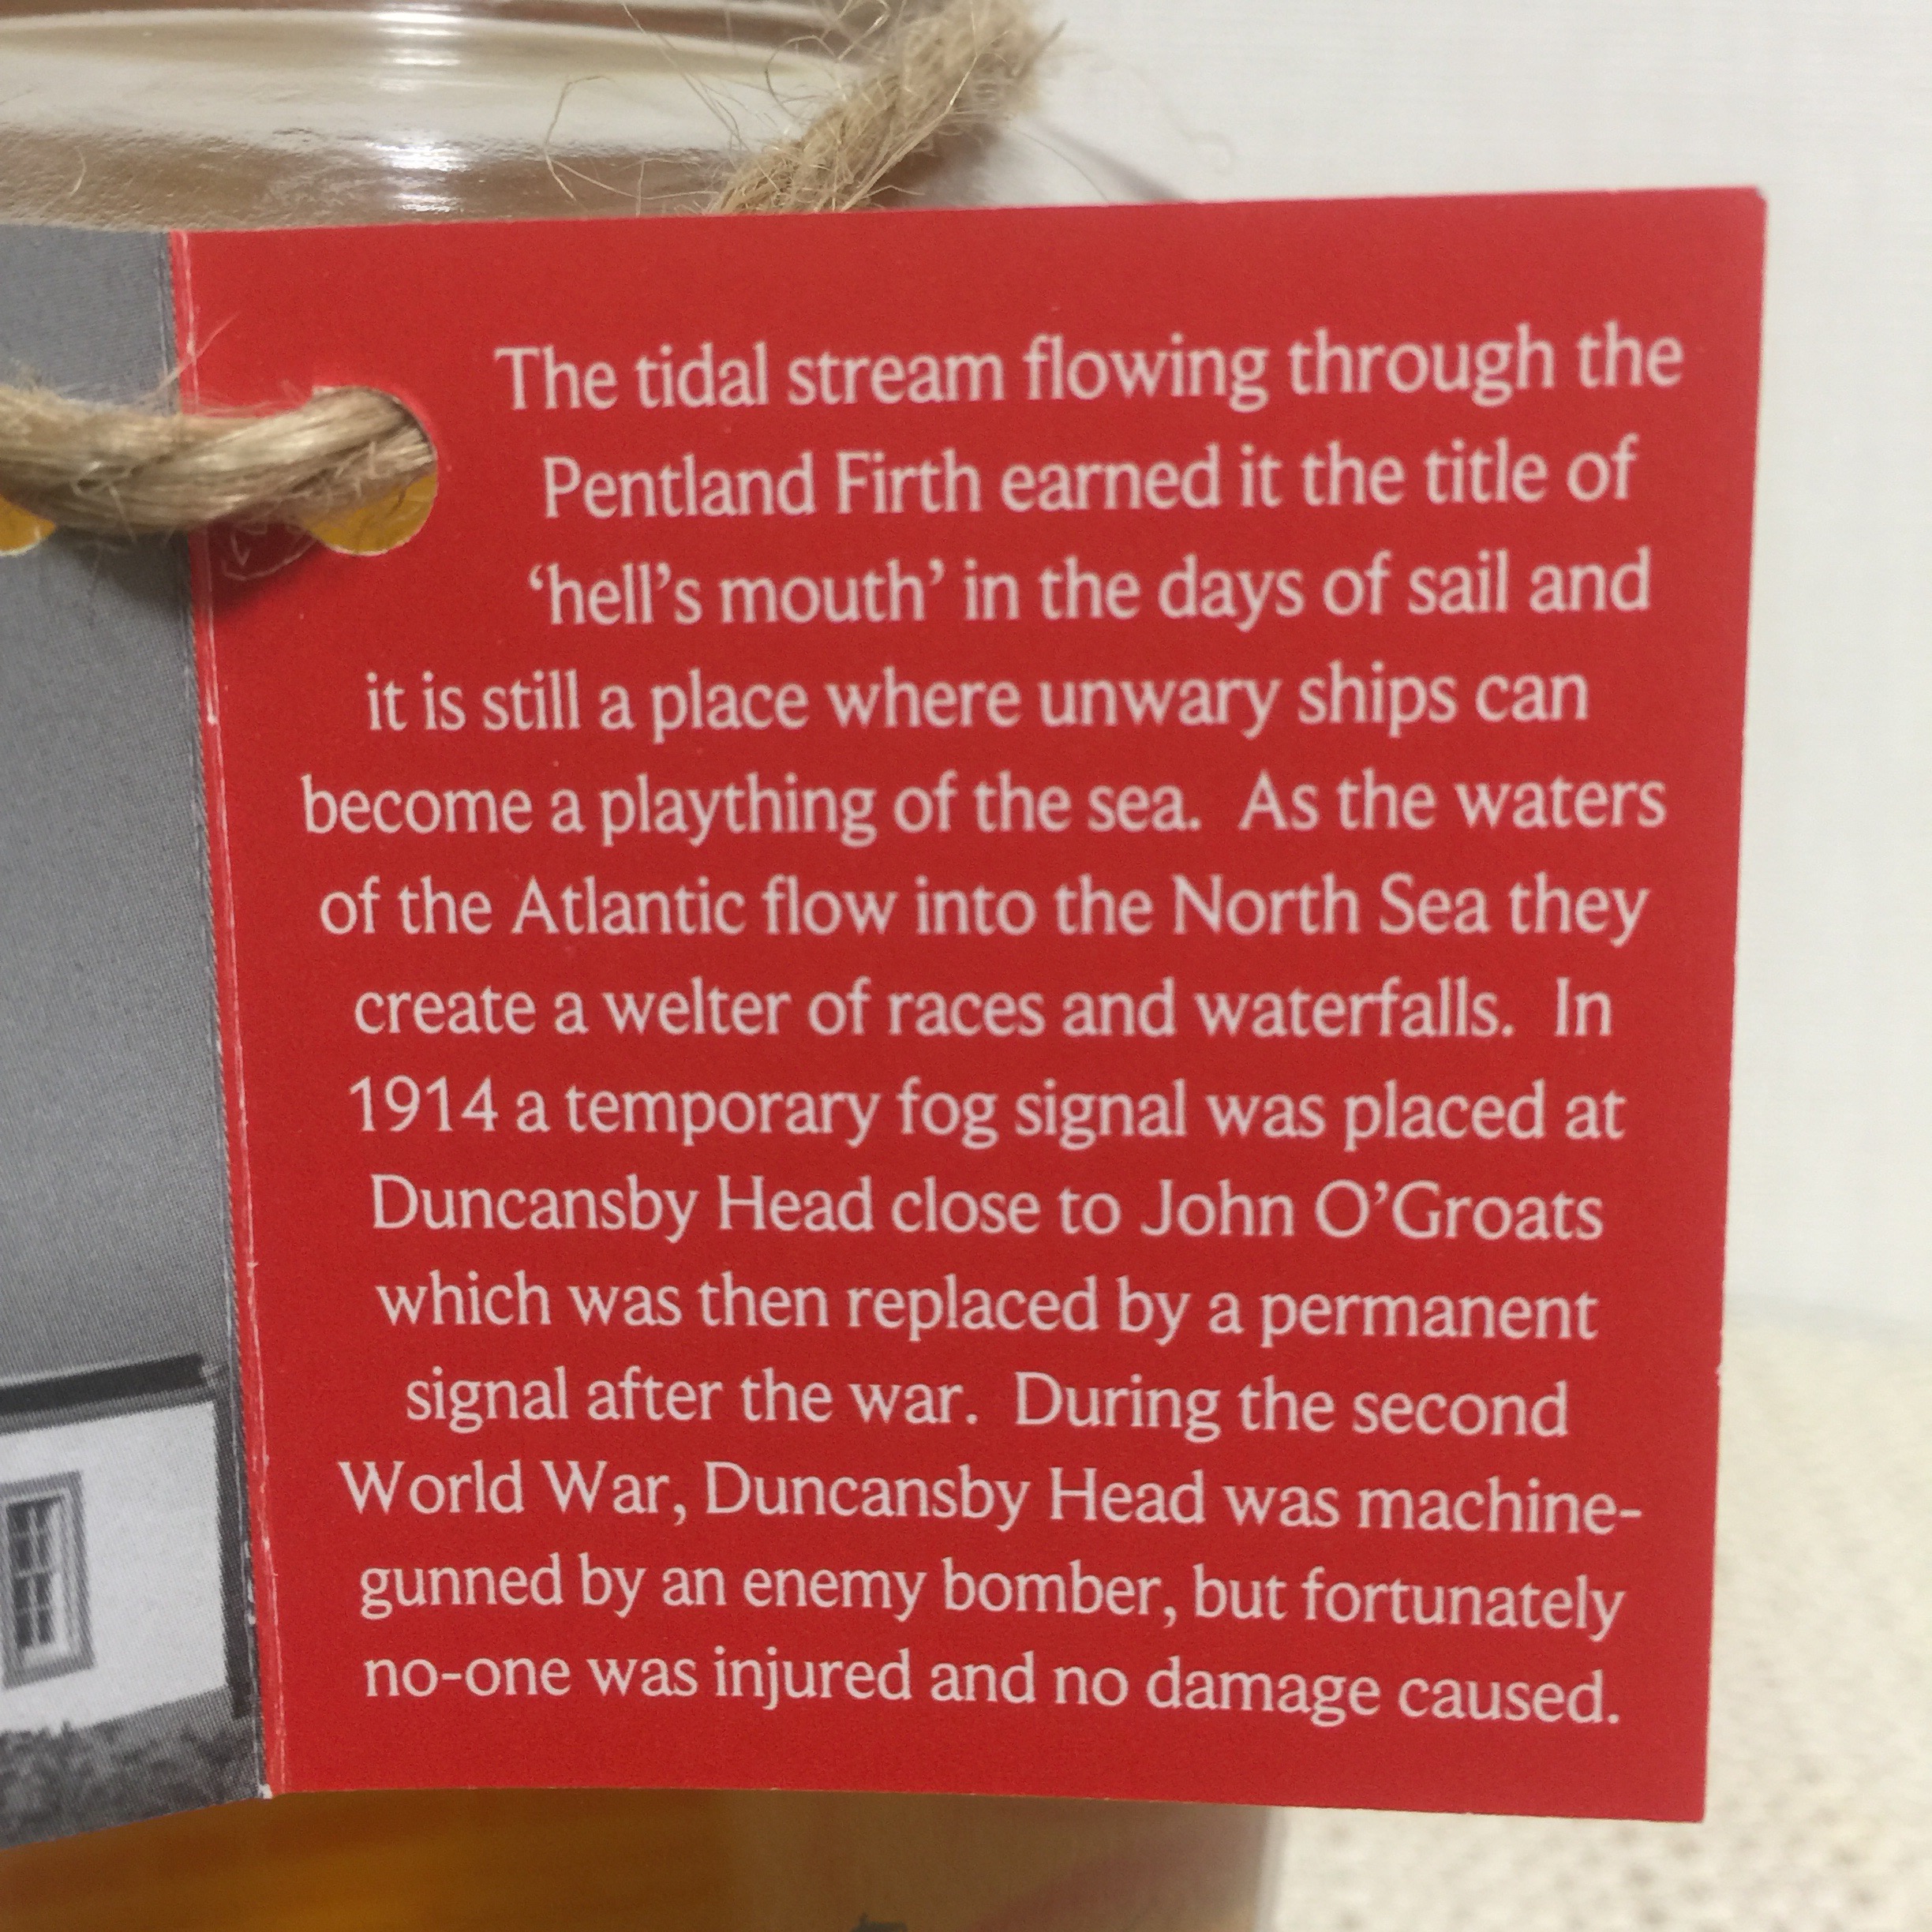 The tidal stream flowing through the
Pentland Firth earned it the title of
‘hell’s mouth’ in the days of sail and
it is still a place where unwary ships can
become a plaything of the sea.  As the waters
of the Atlantic flow into the North Sea they
create a welter of races and waterfalls.  In
1914 a temporary fog signal was placed at
Duncansby Head close to John O’Groats
which was then replaced by a permanent
signal after the war.  During the second
World War, Duncansby Head was machine-
gunned by an enemy bomber, but fortunately
no-one was injured and no damage caused.